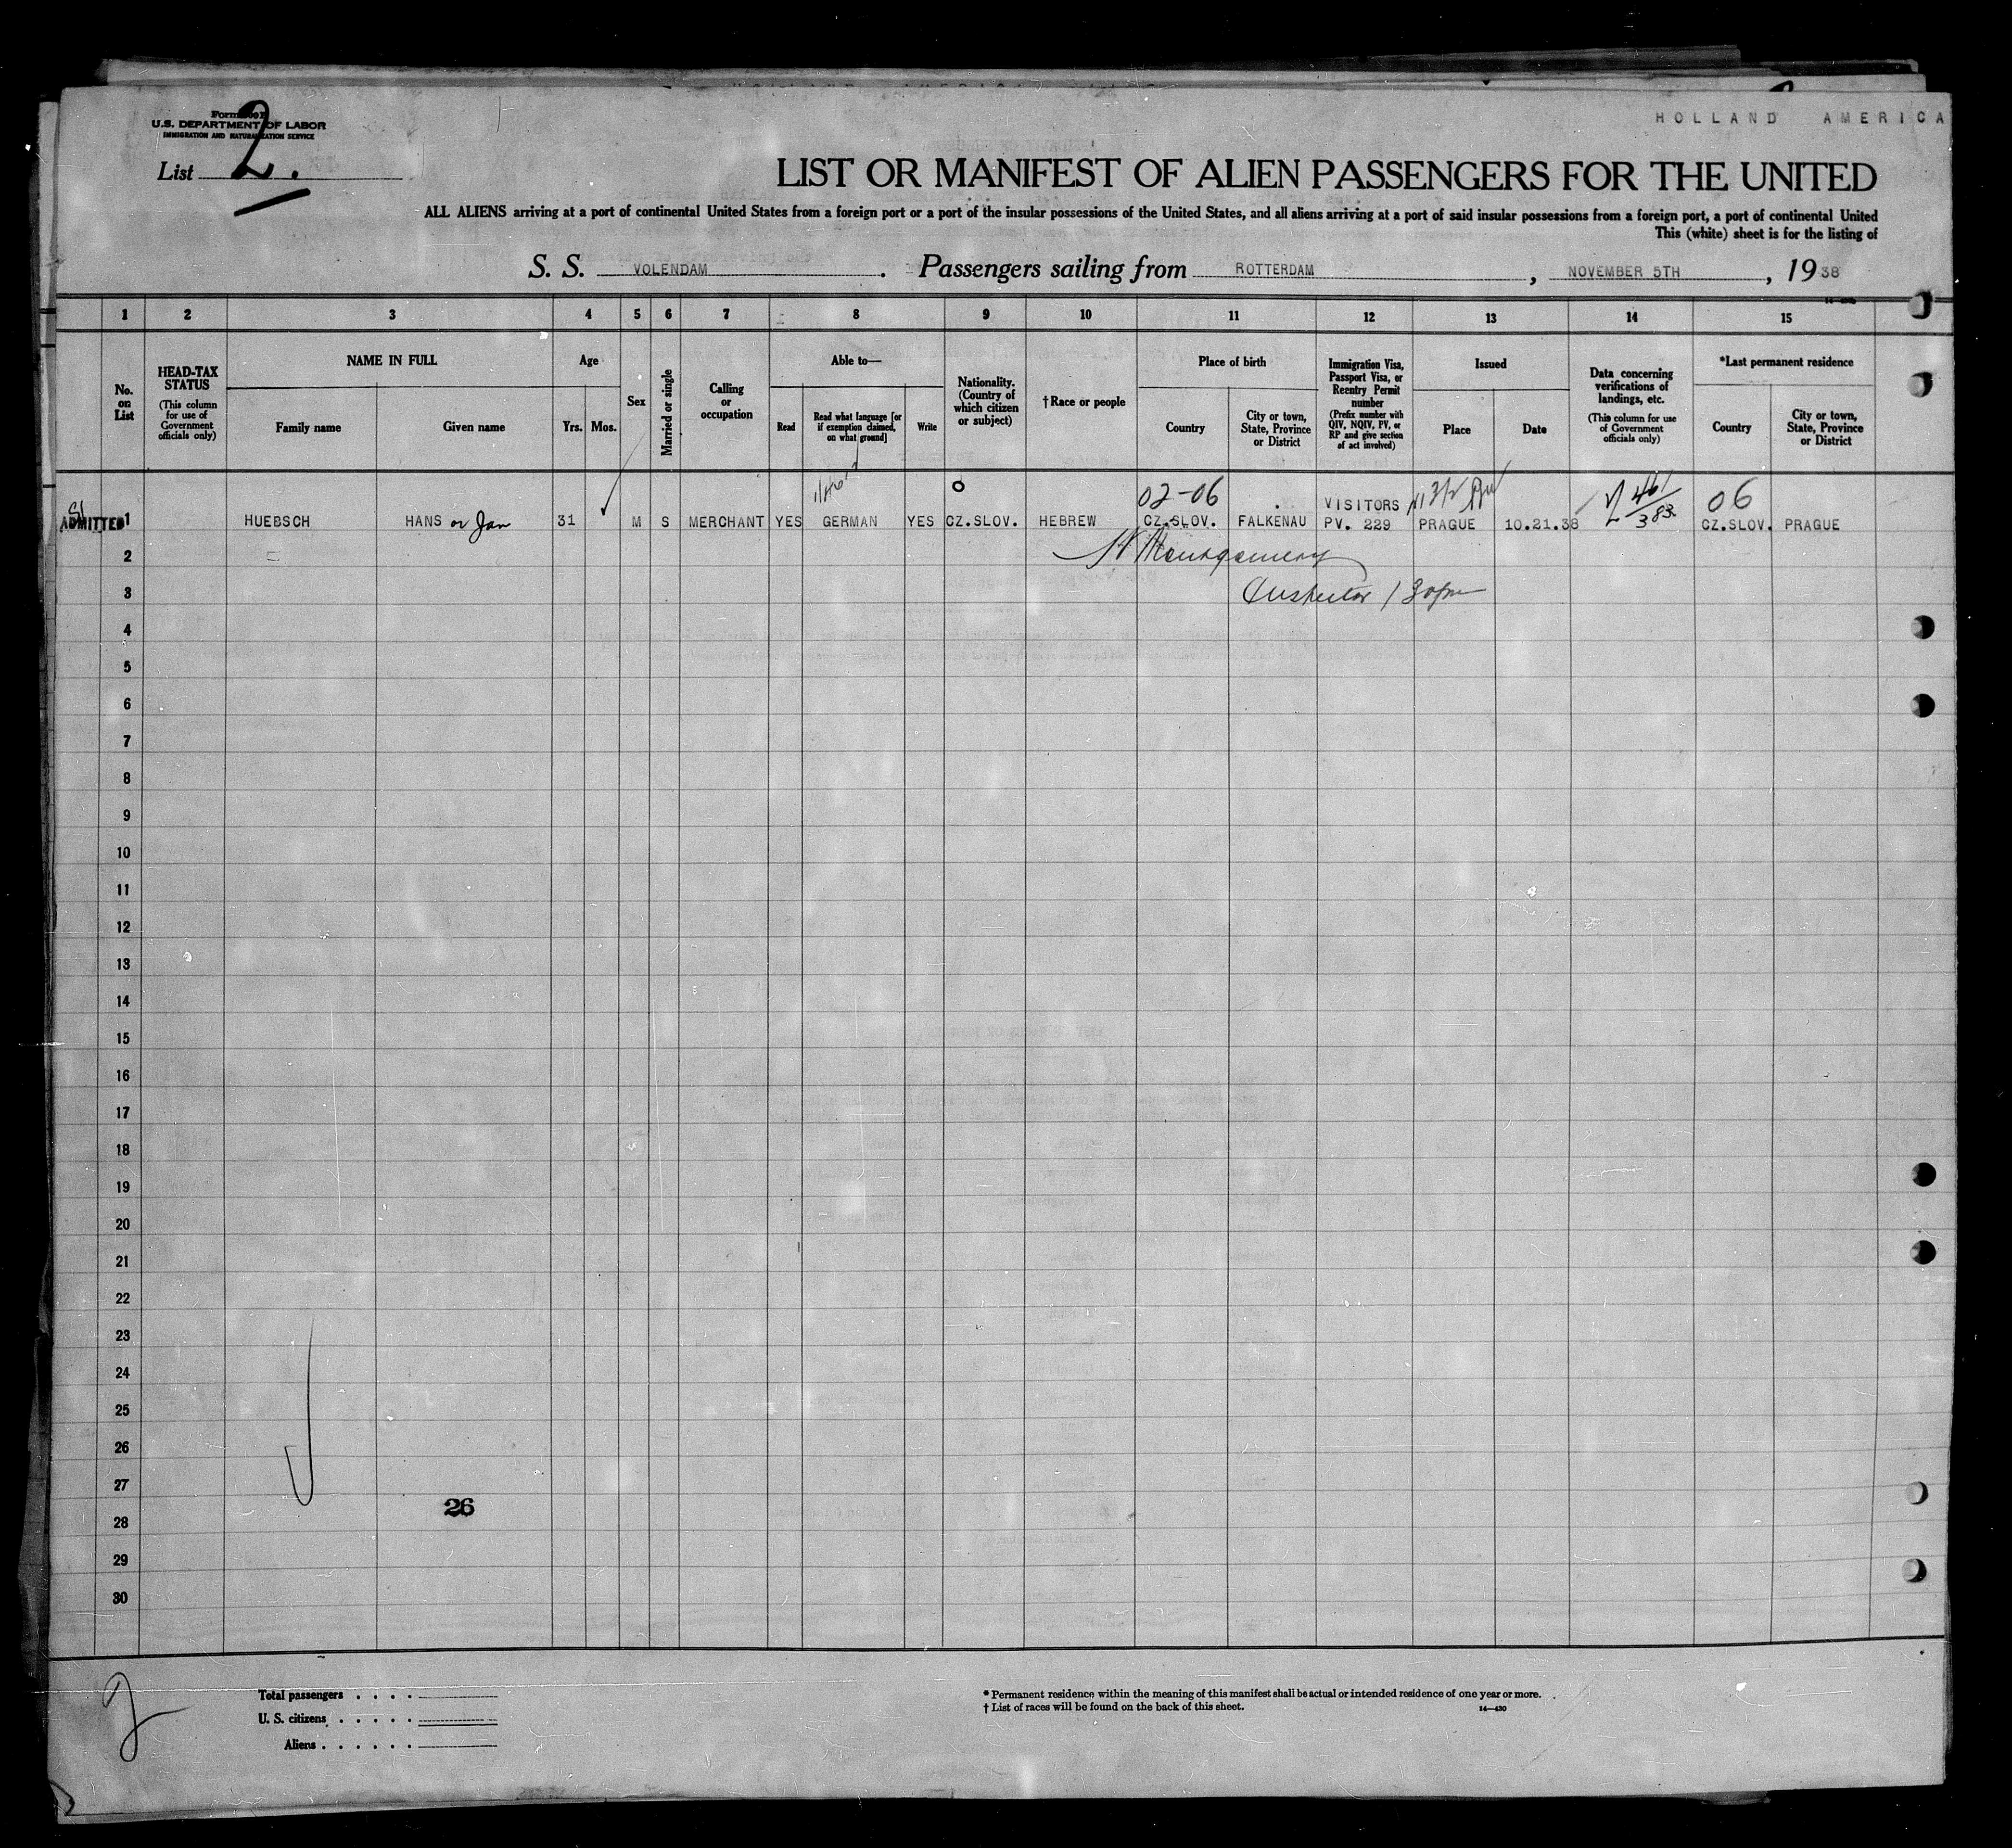 HOLLAND AMERICA
Form
U.S. DEPARTMENT OF LABOR
IMMIGRATION AND NATURALIZATION SERVICE
List 2.
LIST OR MANIFEST OF ALIEN PASSENGERS FOR THE UNITED
ALL ALIENS arriving at a port of continental United States from a foreign port or a port of the insular possessions of the United States, and all aliens arriving at a port of said insular possessions from a foreign port, a port of continental United
This (white) sheet is for the listing of
S. S. VOLENDAM . Passengers sailing from ROTTERDAM , NOVEMBER 5TH , 1938
1 2 3 4 5 6 7 8 9 10 11 12 13 14 15
No. on List
HEAD-TAX STATUS
(This column for use of Government officials only)
NAME IN FULL
Family name
Given name
Age
Yrs. Mos.
Sex
Married or single
Calling or occupation
Able to—
Read
Read what language [or if exemption claimed, on what ground]
Write
Nationality. (Country of which citizen or subject)
†Race or people
Place of birth
Country
City or town, State, Province or District
Immigration Visa, Passport Visa, or Reentry Permit number
(Prefix number with QIV, NQIV, PV, or RP and give section of act involved)
Issued
Place
Date
Data concerning verifications of landings, etc.
(This column for use of Government officials only)
*Last permanent residence
Country
City or town, State, Province or District
02-06 VISITORS 461 06
ADMITTED 1 HUEBSCH HANS or Jan 31 M S MERCHANT YES GERMAN YES CZ.SLOV. HEBREW CZ.SLOV. FALKENAU PV. 229 PRAGUE 10.21.38 383 CZ.SLOV. PRAGUE
2 Montgomery
3 Inspector 1 30pm
4
5
6
7
8
9
10
11
12
13
14
15
16
17
18
19
20
21
22
23
24
25
26
27
26
28
29
30
2
Total passengers . . . .
U. S. citizens . . . . .
Aliens . . . . . .
* Permanent residence within the meaning of this manifest shall be actual or intended residence of one year or more.
† List of races will be found on the back of this sheet.
14—430